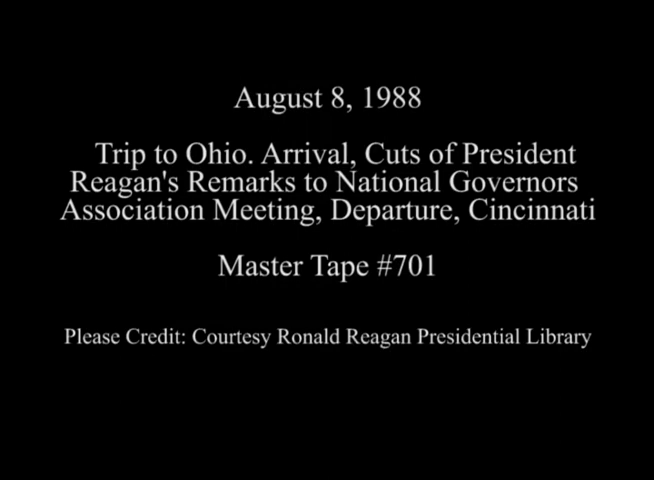 August 8, 1988
Trip to Ohio. Arrival, Cuts of President
Reagan's Remarks to National Governors
Association Meeting, Departure, Cincinnati
Master Tape #701
Please Credit: Courtesy Ronald Reagan Presidential Library